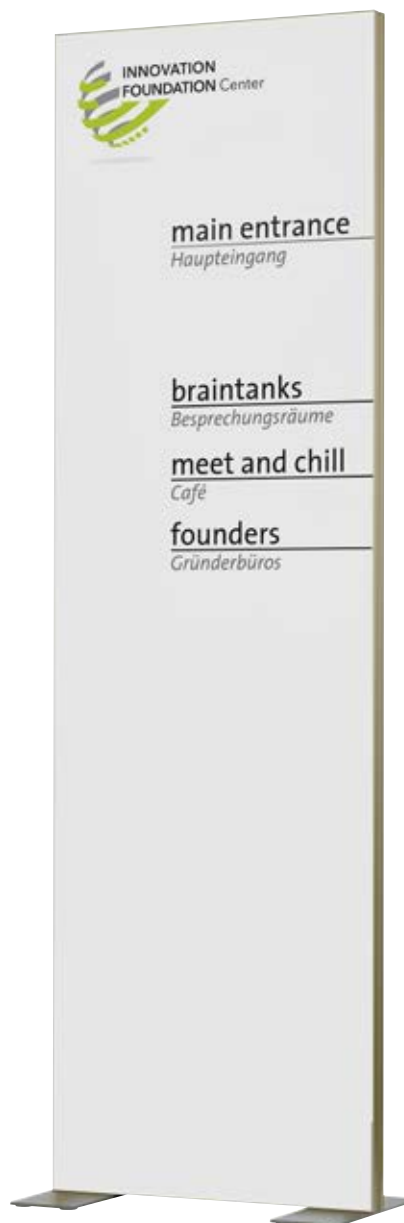 INNOVATION
FOUNDATION Center
main entrance
Haupteingang
braintanks
Besprechungsräume
meet and chill
Café
founders
Gründerbüros